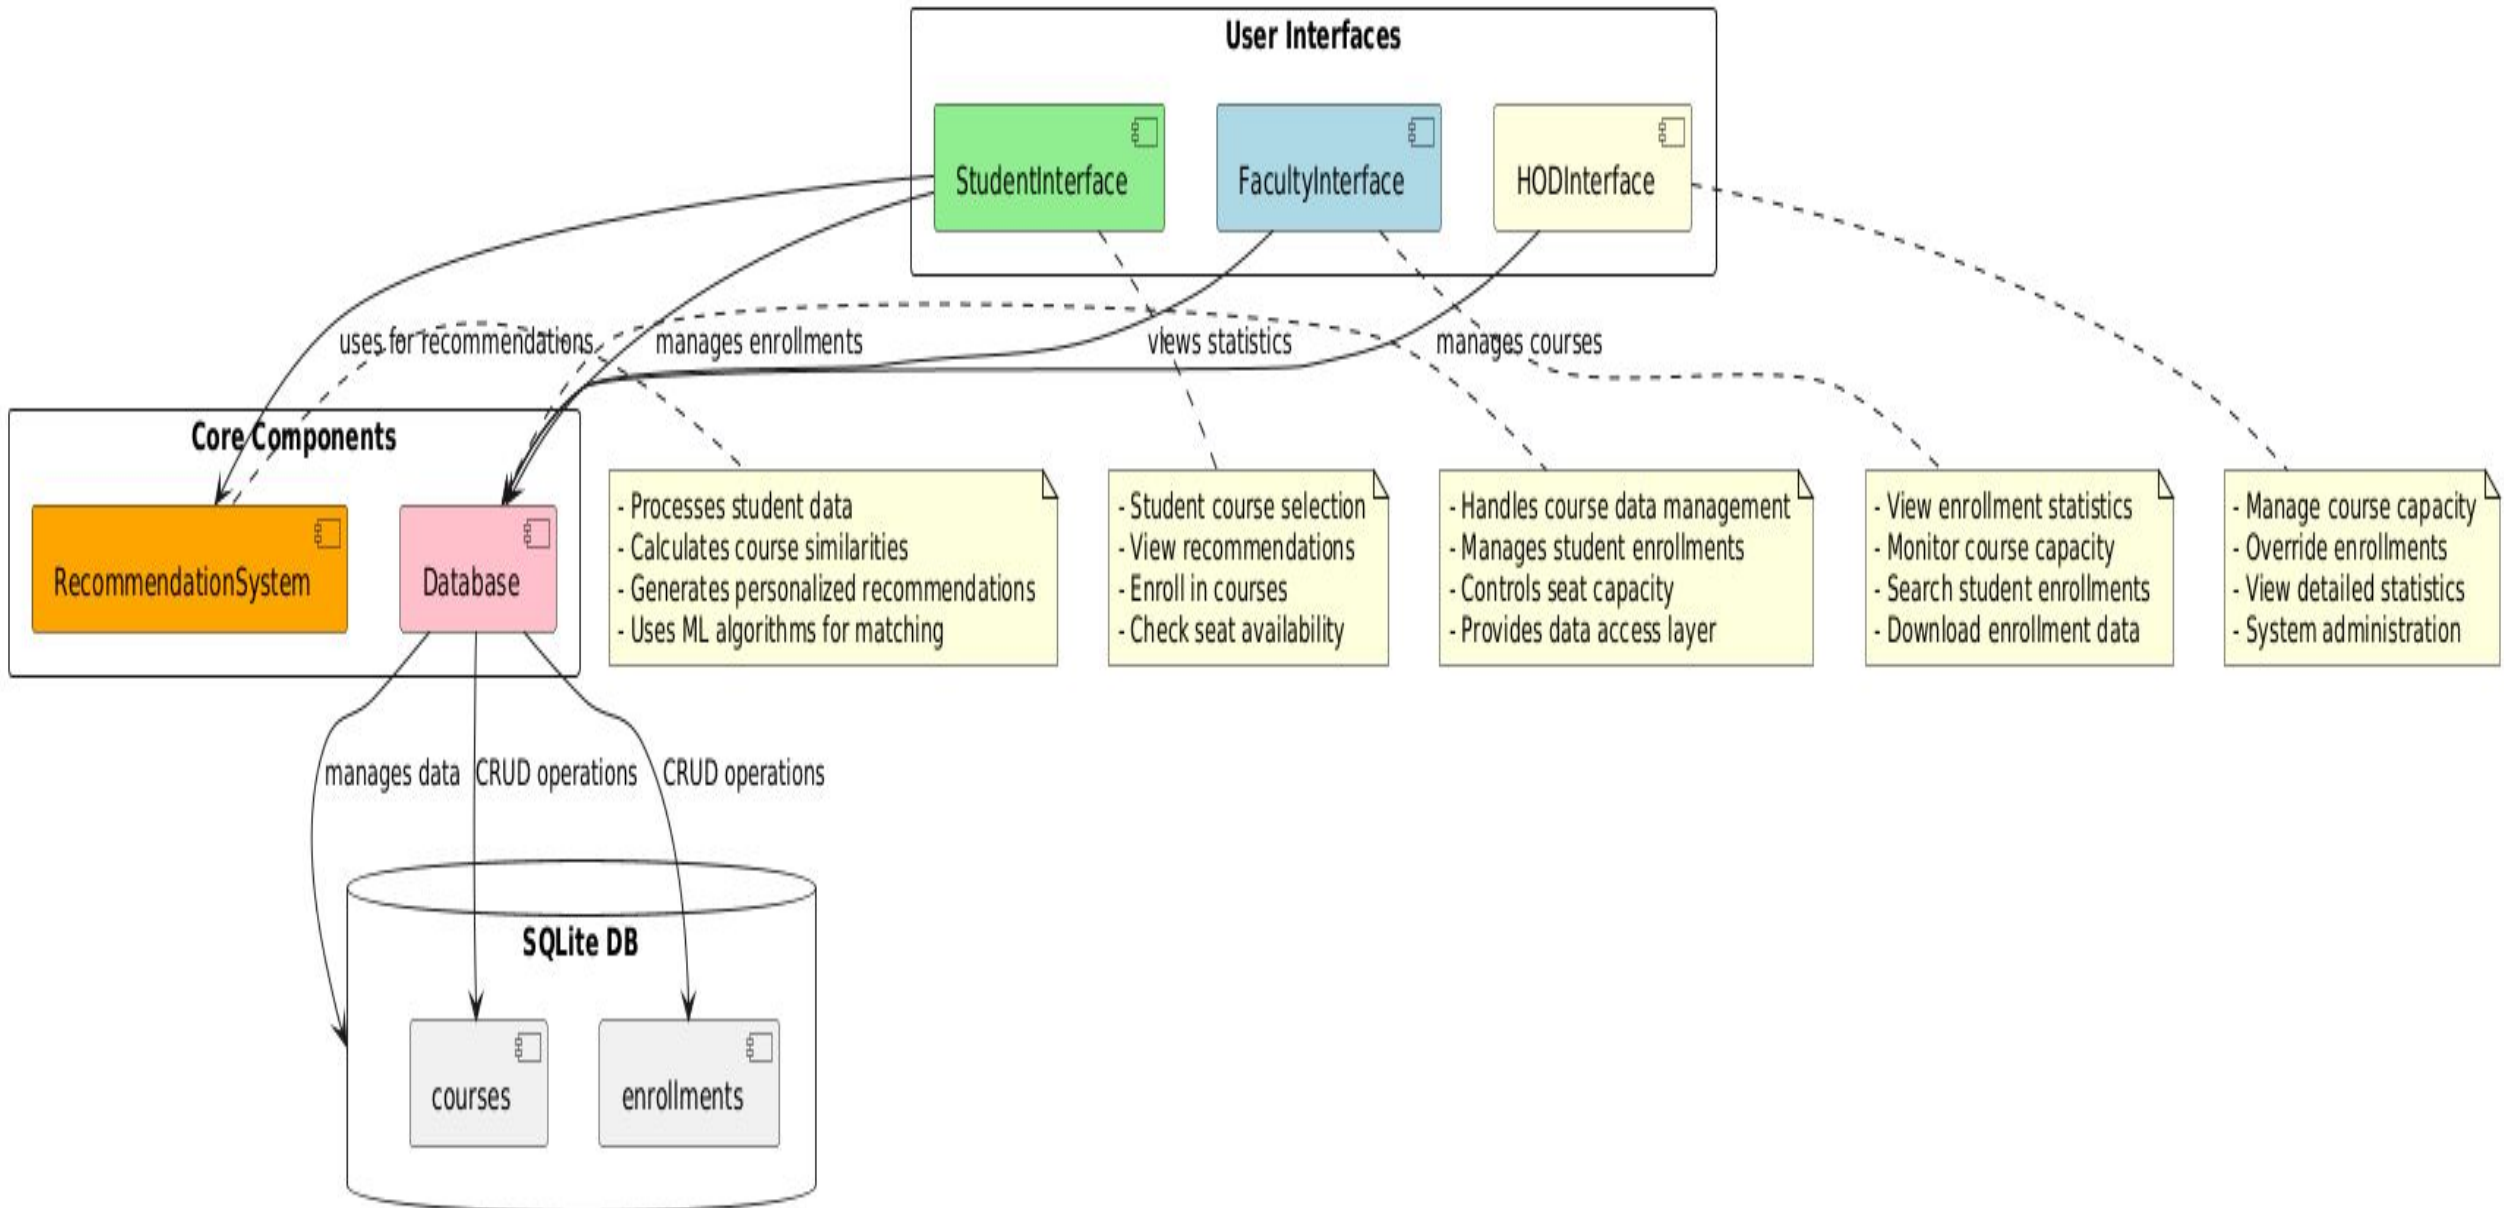 User Interfaces
StudentInterface
FacultyInterface
HODInterface
uses for recommendations
manages enrollments
views statistics
manages courses
Core Components
RecommendationSystem
Database
- Processes student data
- Calculates course similarities
- Generates personalized recommendations
- Uses ML algorithms for matching
- Student course selection
- View recommendations
- Enroll in courses
- Check seat availability
- Handles course data management
- Manages student enrollments
- Controls seat capacity
- Provides data access layer
- View enrollment statistics
- Monitor course capacity
- Search student enrollments
- Download enrollment data
- Manage course capacity
- Override enrollments
- View detailed statistics
- System administration
manages data
CRUD operations
CRUD operations
SQLite DB
courses
enrollments